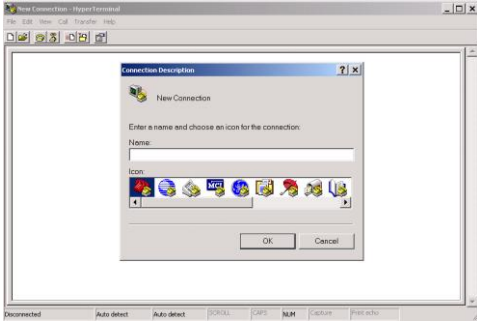 New Connection - HyperTerminal
File Edit View Call Transfer Help
Connection Description
New Connection
Enter a name and choose an icon for the connection:
Name:
Icon:
MCI
OK Cancel
Disconnected Auto detect Auto detect SCROLL CAPS NUM Capture Print echo